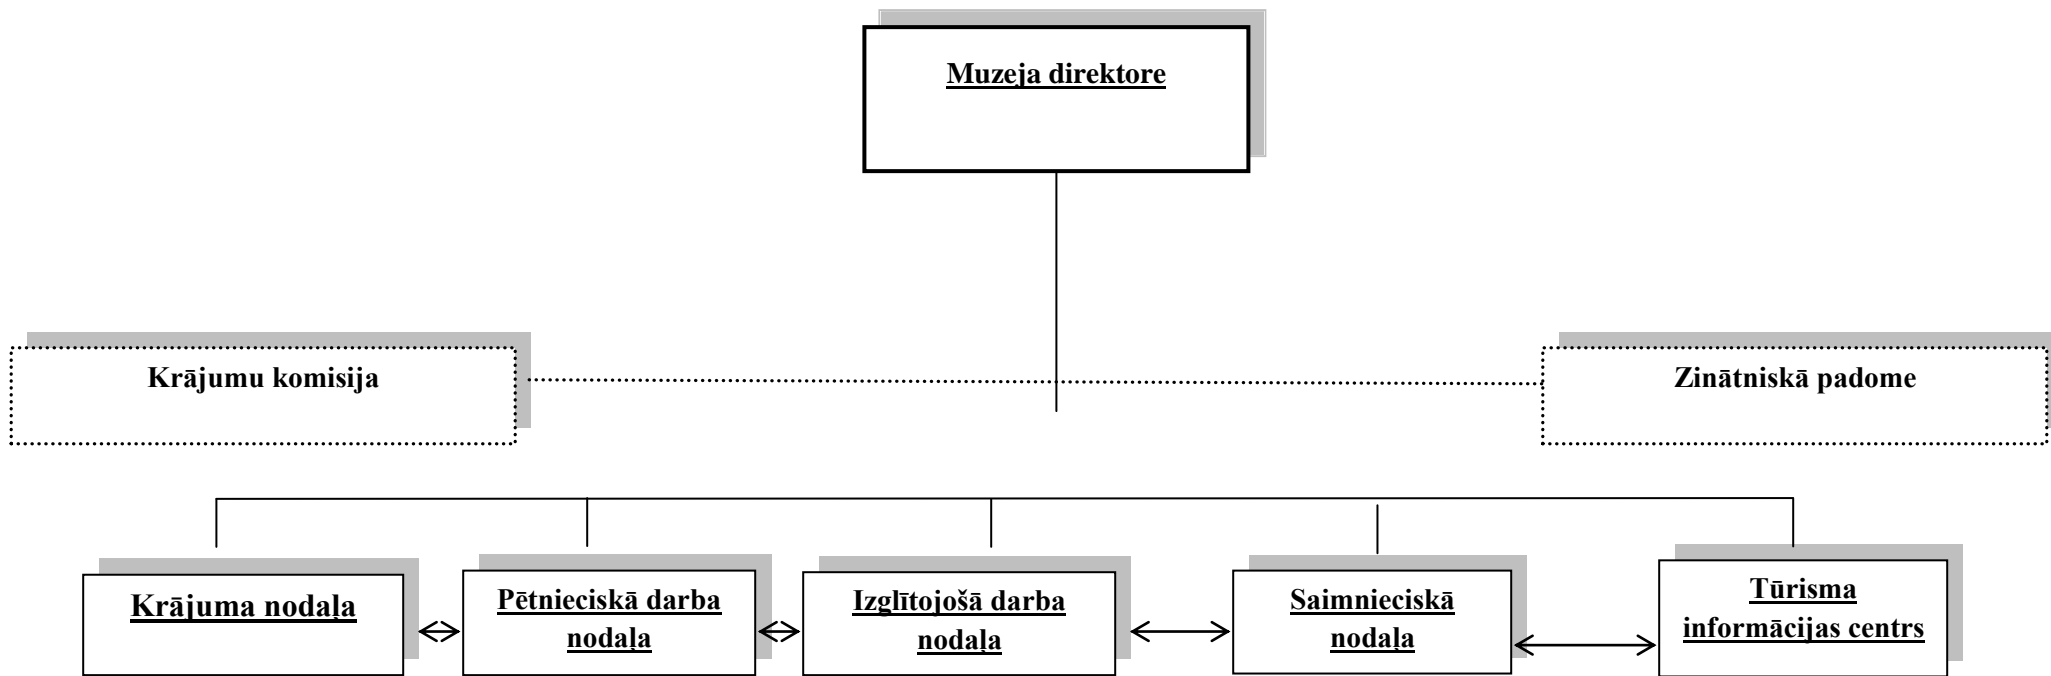 Muzeja direktore
Krājumu komisija
Zinātniskā padome
Krājuma nodaļa
Pētnieciskā darba
nodaļa
Izglītojošā darba
nodaļa
Saimnieciskā
nodaļa
Tūrisma
informācijas centrs